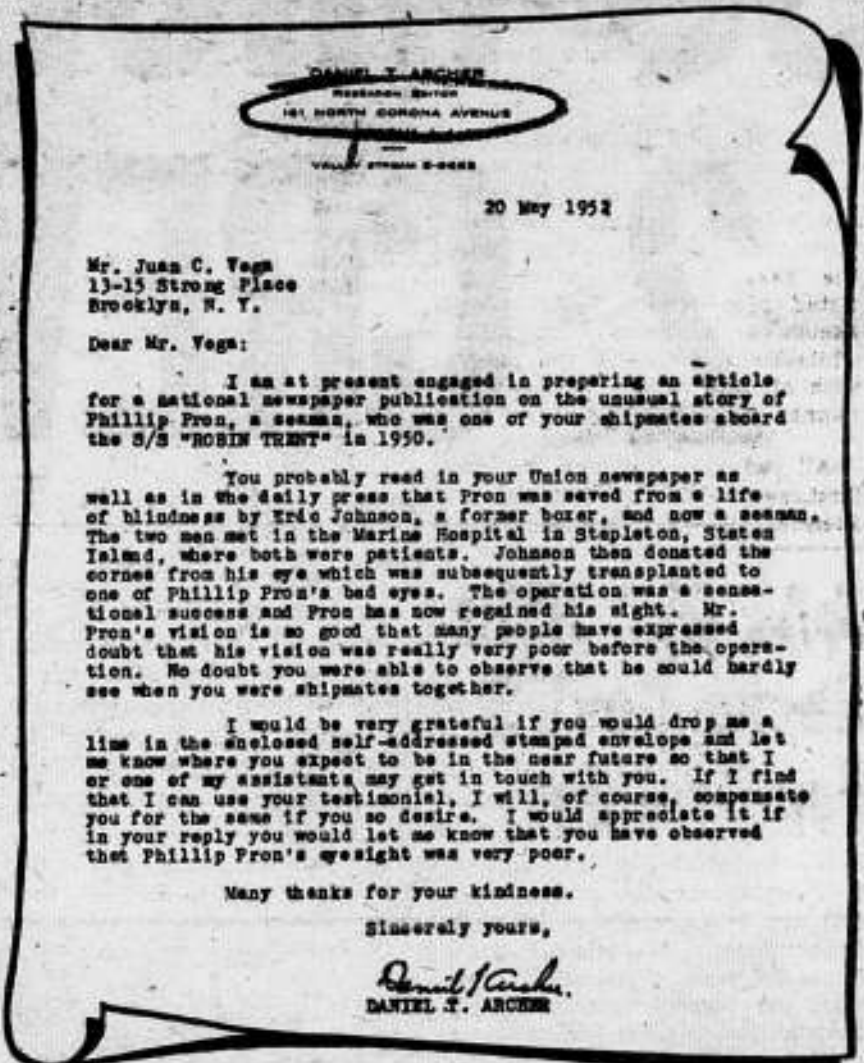 DANIEL T. ARCHER
RESEARCH EDITOR
161 NORTH CORONA AVENUE
VALLEY STREAM
20 May 1952
Mr. Juan C. Vega
13-15 Strong Place
Brooklyn, N. Y.
Dear Mr. Vega:
I am at present engaged in preparing an article
for a national newspaper publication on the unusual story of
Phillip Pron, a seaman, who was one of your shipmates aboard
the S/S "ROBIN TRENT" in 1950.
You probably read in your Union newspaper as
well as in the daily press that Pron was saved from a life
of blindness by Eric Johnson, a former boxer, and now a seaman.
The two men met in the Marine Hospital in Stapleton, Staten
Island, where both were patients. Johnson then donated the
cornea from his eye which was subsequently transplanted to
one of Phillip Pron's bad eyes. The operation was a sensa-
tional success and Pron has now regained his sight. Mr.
Pron's vision is so good that many people have expressed
doubt that his vision was really very poor before the opera-
tion. No doubt you were able to observe that he could hardly
see when you were shipmates together.
I would be very grateful if you would drop me a
line in the enclosed self-addressed stamped envelope and let
me know where you expect to be in the near future so that I
or one of my assistants may get in touch with you. If I find
that I can use your testimonial, I will, of course, compensate
you for the same if you so desire. I would appreciate it if
in your reply you would let me know that you have observed
that Phillip Pron's eyesight was very poor.
Many thanks for your kindness.
Sincerely yours,
Daniel T Archer.
DANIEL T. ARCHER